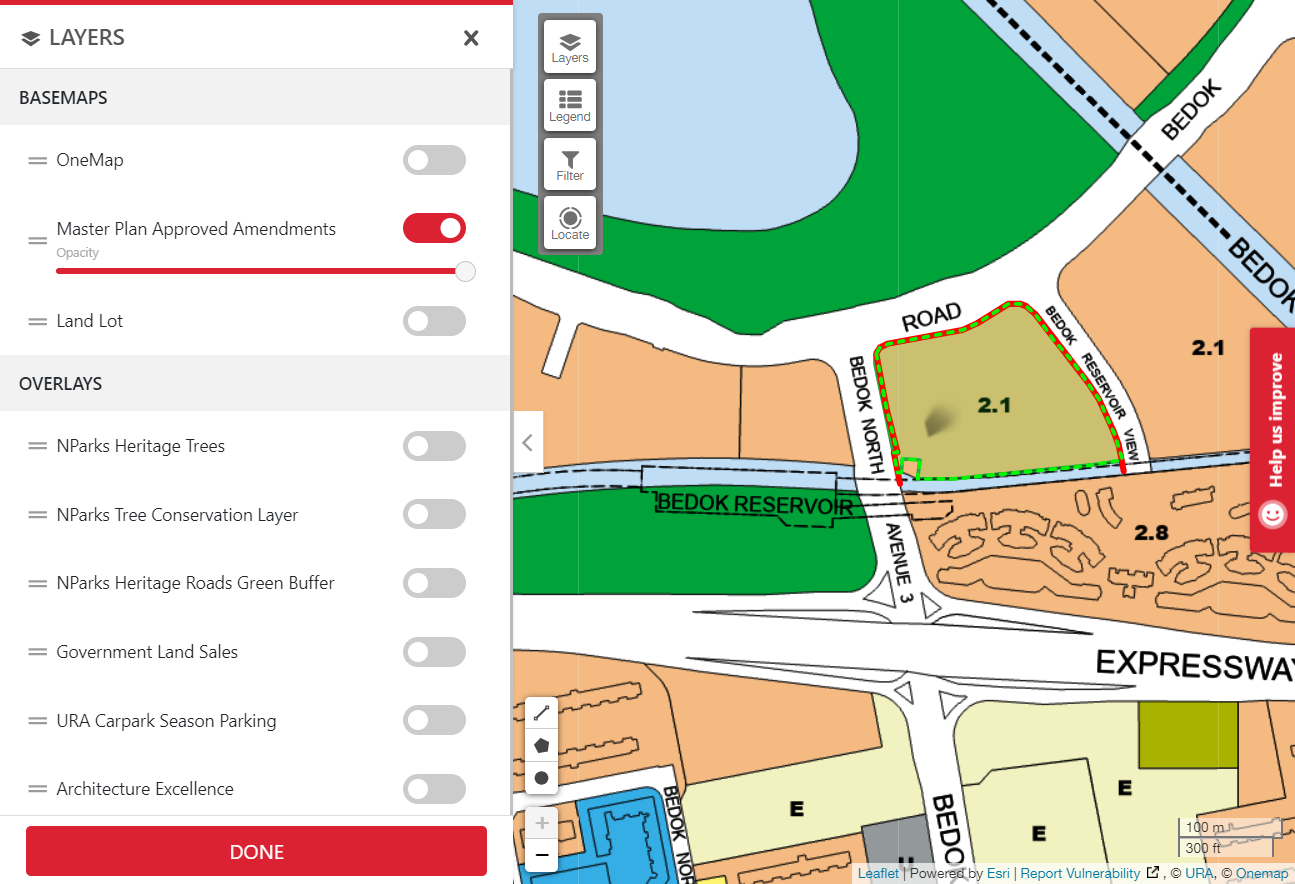 LAYERS
BASEMAPS
OneMap
Master Plan Approved Amendments
Opacity
Land Lot
OVERLAYS
NParks Heritage Trees
NParks Tree Conservation Layer
NParks Heritage Roads Green Buffer
Government Land Sales
URA Carpark Season Parking
Architecture Excellence
DONE
Layers
Legend
Filter
Locate
BEDOK
BEDOK
ROAD
BEDOK RESERVOIR VIEW
2.1
2.1
BEDOK NORTH
AVENUE 3
BEDOK RESERVOIR
2.8
Help us improve
EXPRESSWAY
E
E
E
U
BEDOK NOR
BEDOK
100 m
300 ft
Leaflet | Powered by Esri | Report Vulnerability , © URA, © Onemap